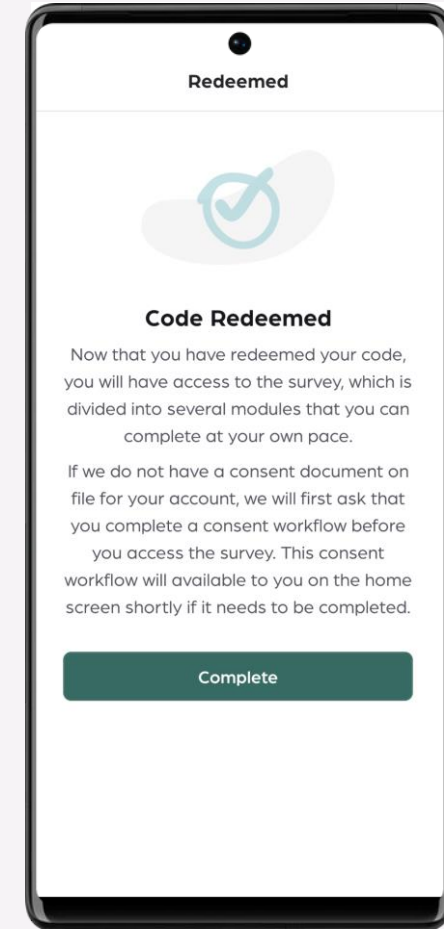 Redeemed
Code Redeemed
Now that you have redeemed your code,
you will have access to the survey, which is
divided into several modules that you can
complete at your own pace.
If we do not have a consent document on
file for your account, we will first ask that
you complete a consent workflow before
you access the survey. This consent
workflow will available to you on the home
screen shortly if it needs to be completed.
Complete